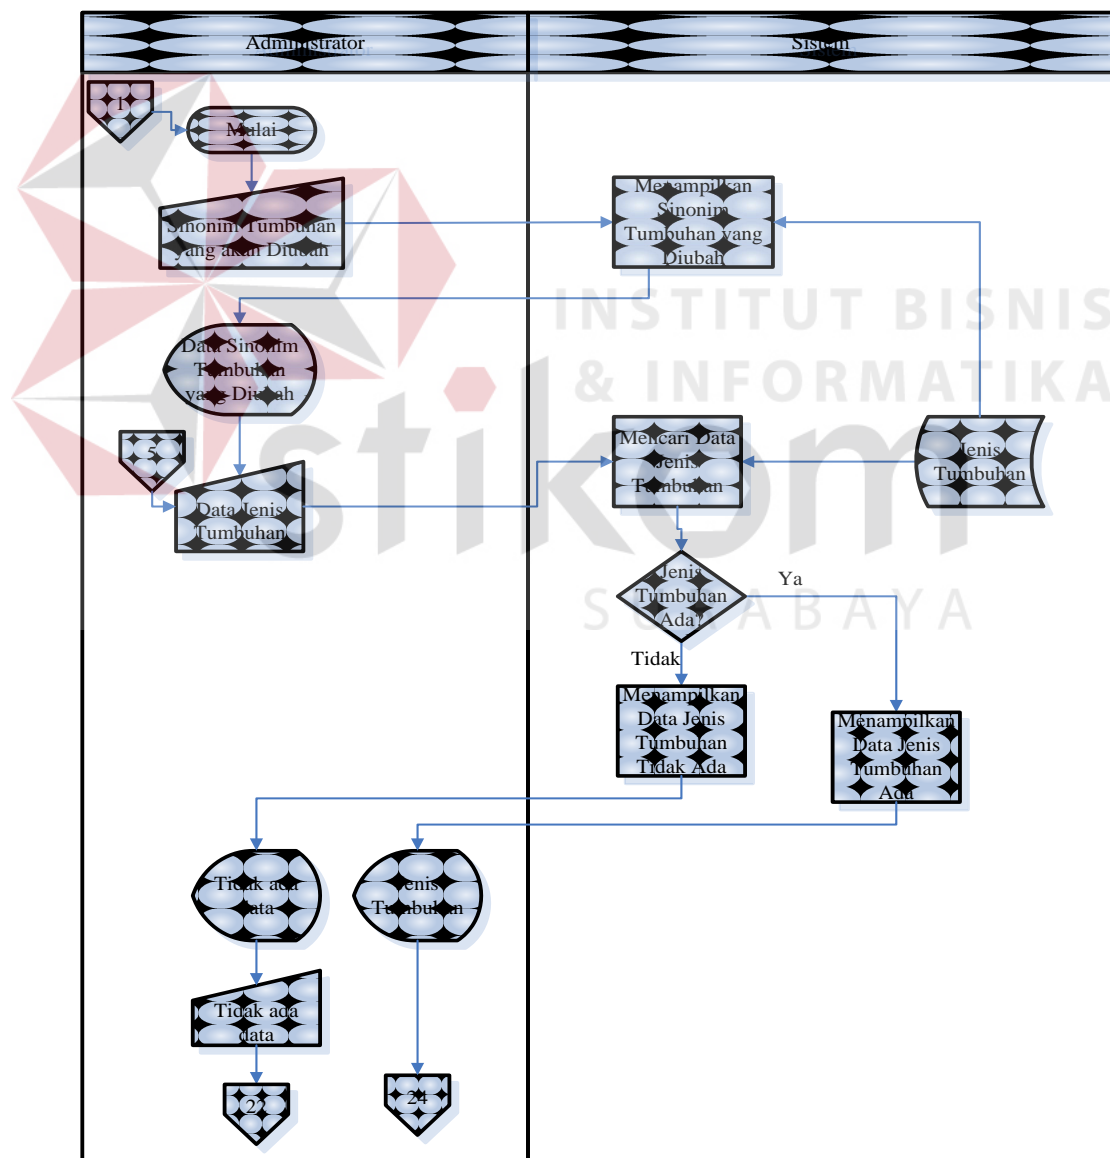 Administrator
Sistem
1
Mulai
Sinonim Tumbuhan
yang akan Diubah
Menampilkan
Sinonim
Tumbuhan yang
Diubah
INSTITUT BISNIS
& INFORMATIKA
stikom
SURABAYA
Data Sinonim
Tumbuhan
yang Diubah
5
Data Jenis
Tumbuhan
Mencari Data
Jenis
Tumbuhan
Jenis
Tumbuhan
Jenis
Tumbuhan
Ada?
Ya
Tidak
Menampilkan
Data Jenis
Tumbuhan
Tidak Ada
Menampilkan
Data Jenis
Tumbuhan
Ada
Tidak ada
data
Jenis
Tumbuhan
Tidak ada
data
22
24